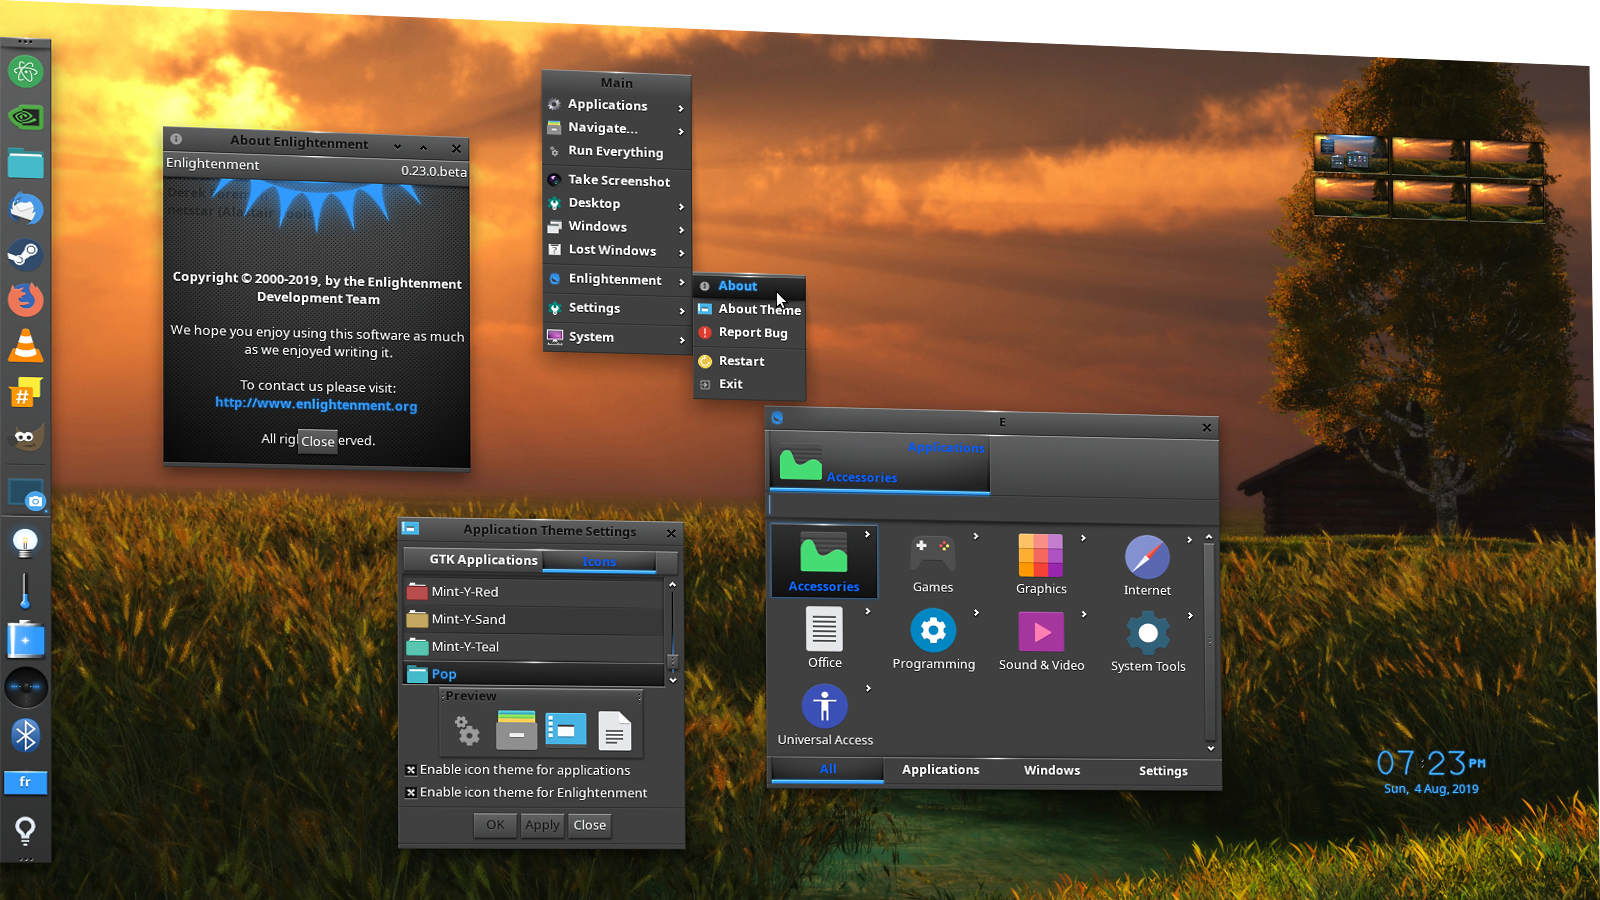 About Enlightenment
Enlightenment
0.23.0.beta
Copyright © 2000-2019, by the Enlightenment
Development Team
We hope you enjoy using this software as much
as we enjoyed writing it.
To contact us please visit:
http://www.enlightenment.org
Close
Main
Applications
Navigate...
Run Everything
Take Screenshot
Desktop
Windows
Lost Windows
Enlightenment
Settings
System
About
About Theme
Report Bug
Restart
Exit
E
Applications
Accessories
Accessories
Games
Graphics
Internet
Office
Programming
Sound & Video
System Tools
Universal Access
All
Applications
Windows
Settings
Application Theme Settings
GTK Applications
Icons
Mint-Y-Red
Mint-Y-Sand
Mint-Y-Teal
Pop
Preview
Enable icon theme for applications
Enable icon theme for Enlightenment
OK
Apply
Close
fr
07:23PM
Sun, 4 Aug, 2019